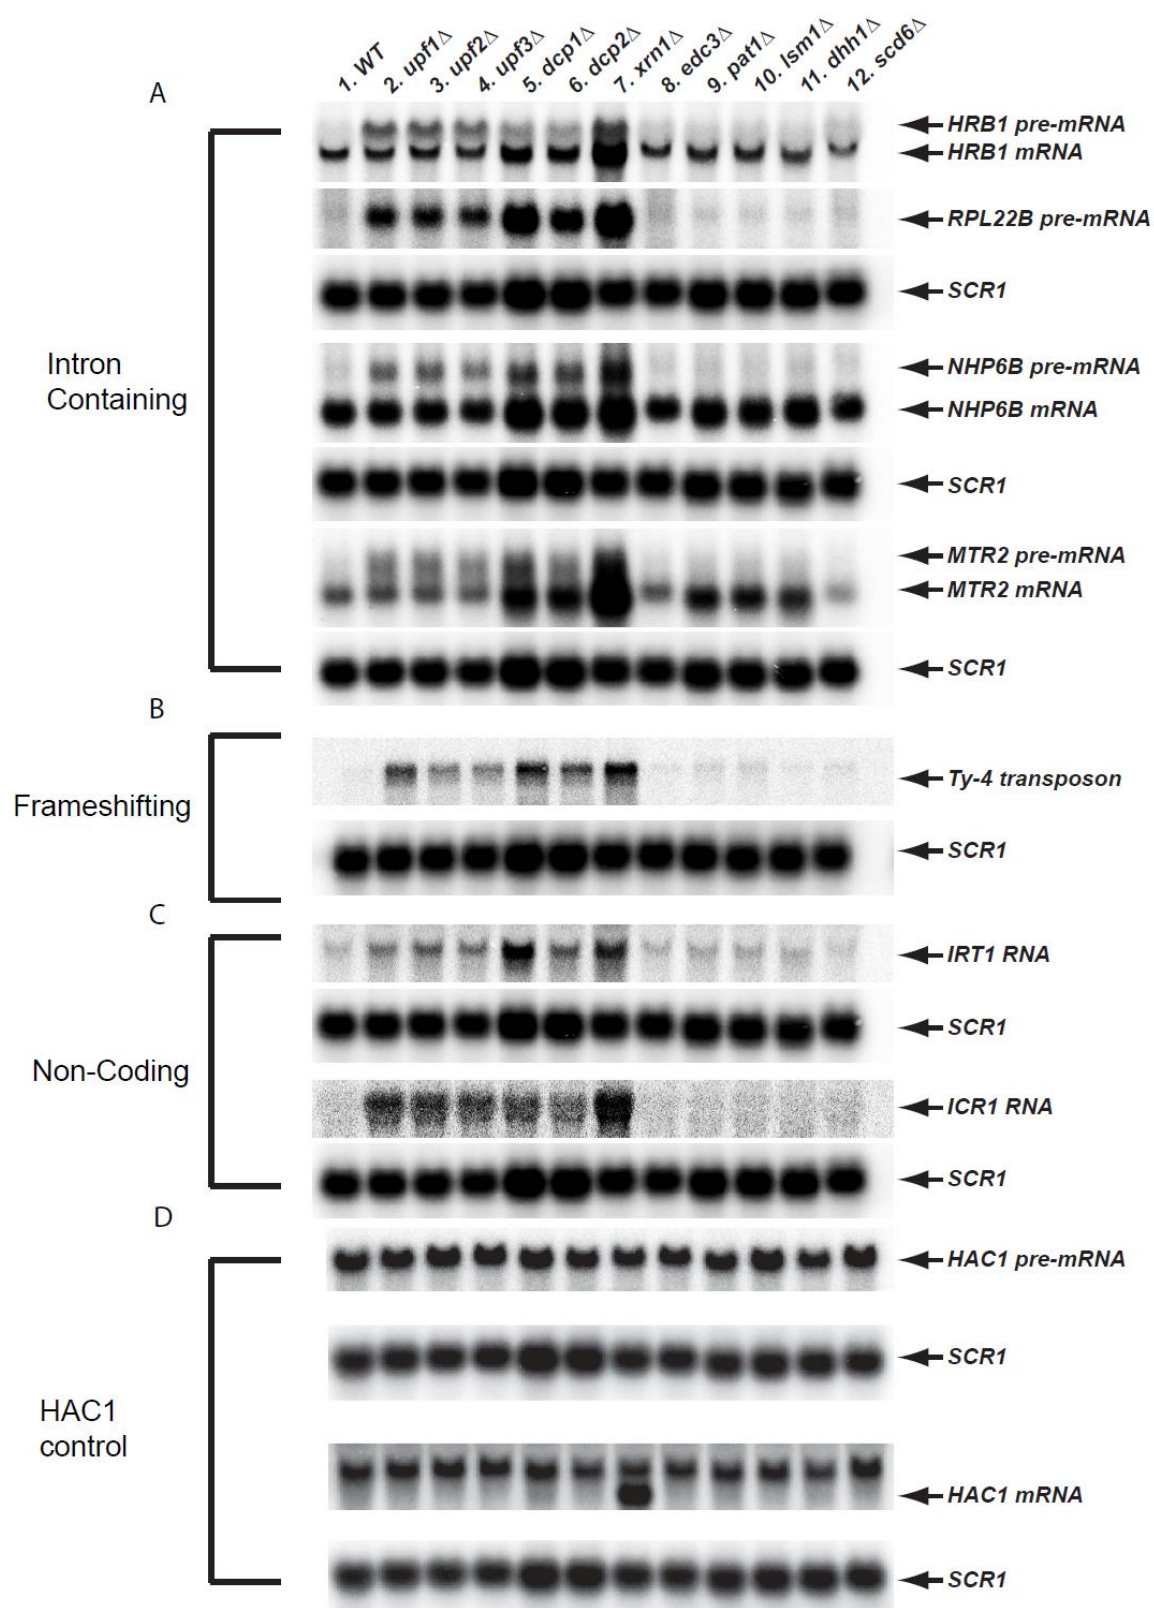 1. WT
2. upf1Δ
3. upf2Δ
4. upf3Δ
5. dcp1Δ
6. dcp2Δ
7. xrn1Δ
8. edc3Δ
9. pat1Δ
10. lsm1Δ
11. dhh1Δ
12. scd6Δ
A
HRB1 pre-mRNA
HRB1 mRNA
RPL22B pre-mRNA
SCR1
Intron
Containing
NHP6B pre-mRNA
NHP6B mRNA
SCR1
MTR2 pre-mRNA
MTR2 mRNA
SCR1
B
Frameshifting
Ty-4 transposon
SCR1
C
Non-Coding
IRT1 RNA
SCR1
ICR1 RNA
SCR1
D
HAC1 pre-mRNA
SCR1
HAC1
control
HAC1 mRNA
SCR1